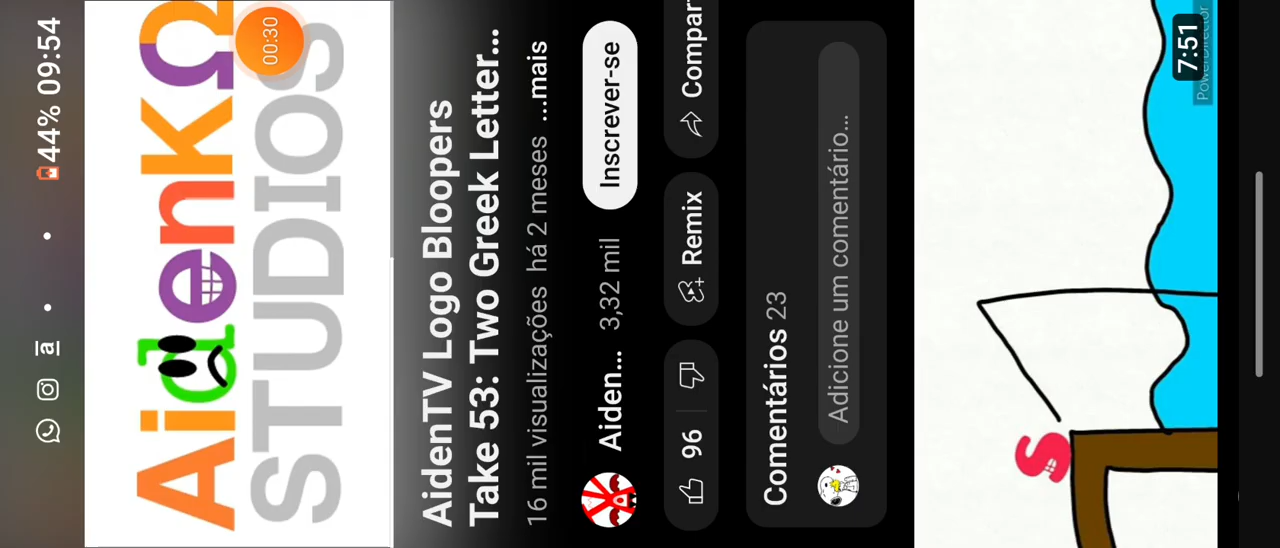 44% 09:54
AidenKΩ
00:30
STUDIOS
AidenTV Logo Bloopers
Take 53: Two Greek Letter...
16 mil visualizações há 2 meses ...mais
Aiden... 3,32 mil Inscrever-se
96 Remix Compar
Comentários 23
Adicione um comentário...
S
7:51
PowerDirector